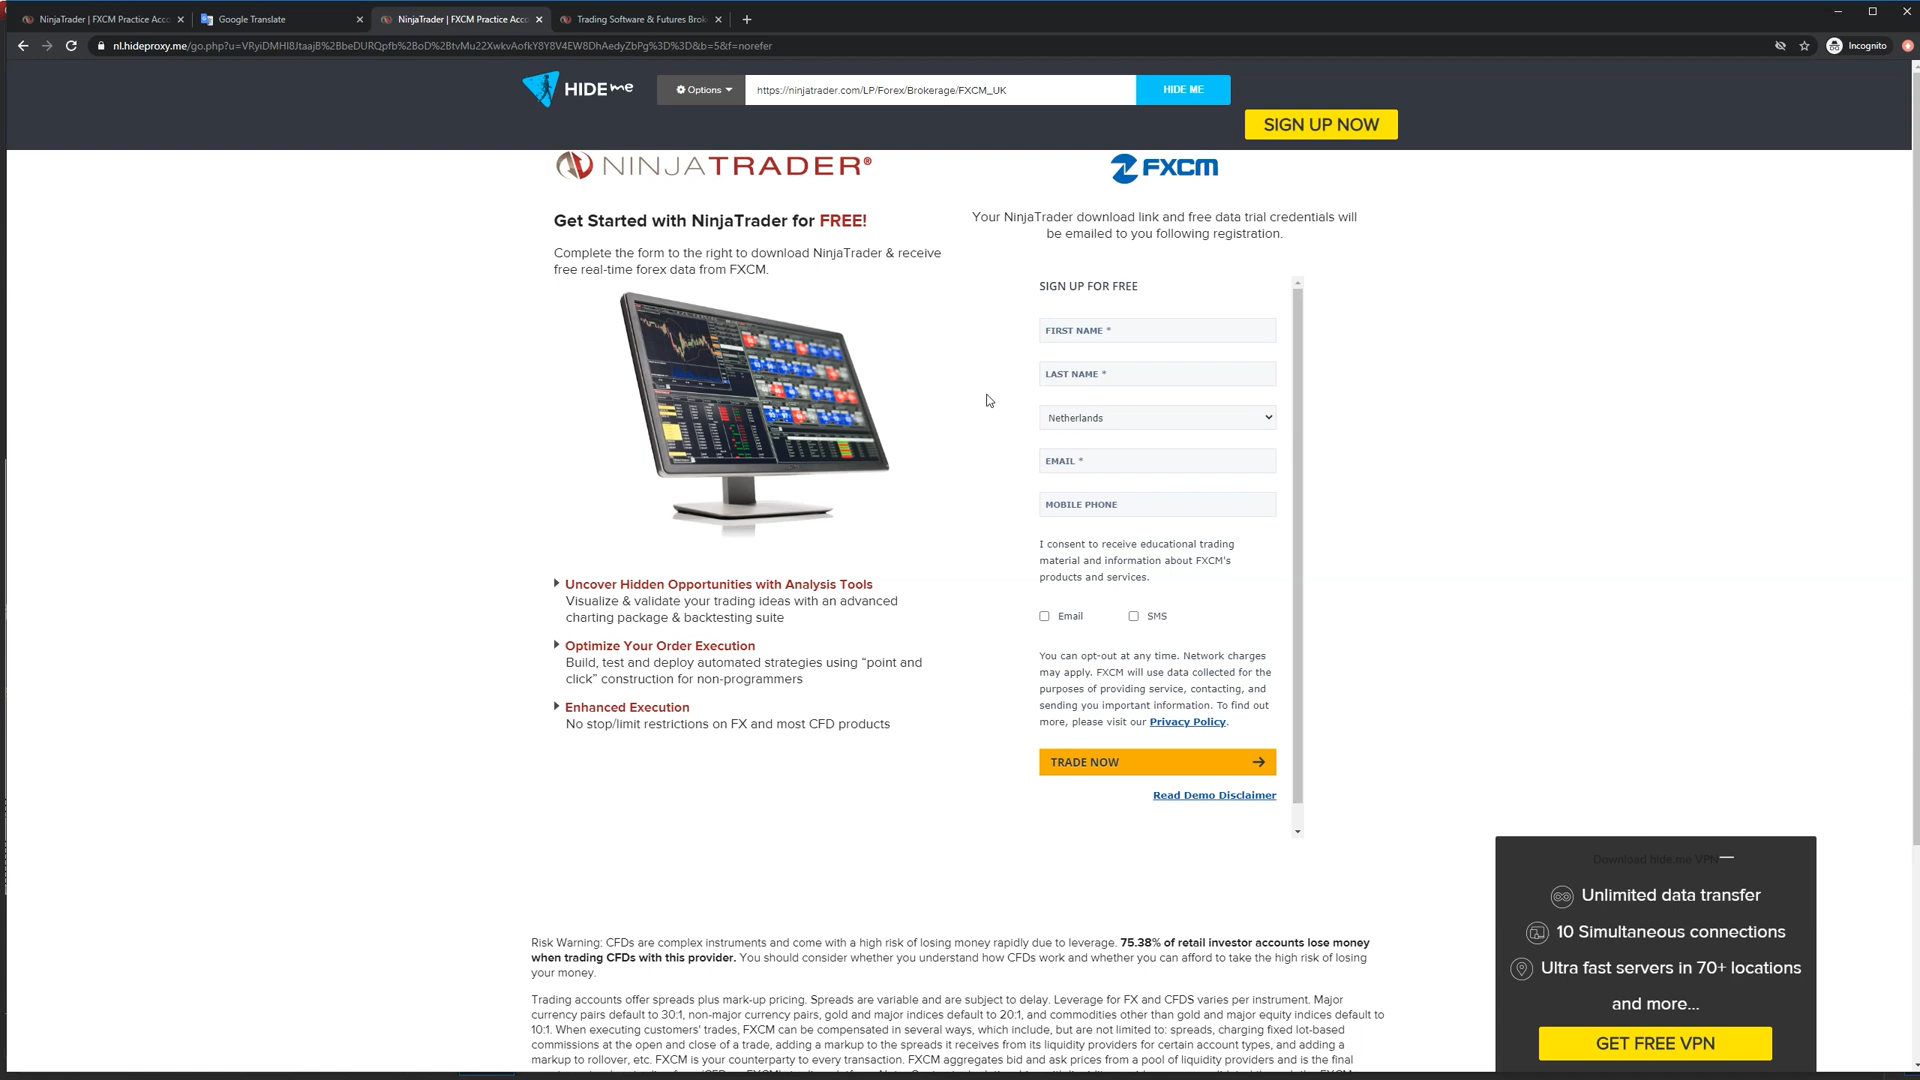 NinjaTrader | FXCM Practice Acco
Google Translate
NinjaTrader | FXCM Practice Acco
Trading Software & Futures Brok
nl.hideproxy.me/go.php?u=VRyiDMHI8JtaajB%2BbeDURQpfb%2BoD%2BtvMu22XwkvAofkY8Y8V4EW8DhAedyZbPg%3D%3D&b=5&f=norefer
Incognito
HIDE me
Options
https://ninjatrader.com/LP/Forex/Brokerage/FXCM_UK
HIDE ME
SIGN UP NOW
NINJATRADER®
FXCM
Get Started with NinjaTrader for FREE!
Complete the form to the right to download NinjaTrader & receive
free real-time forex data from FXCM.
Uncover Hidden Opportunities with Analysis Tools
Visualize & validate your trading ideas with an advanced
charting package & backtesting suite
Optimize Your Order Execution
Build, test and deploy automated strategies using “point and
click” construction for non-programmers
Enhanced Execution
No stop/limit restrictions on FX and most CFD products
Your NinjaTrader download link and free data trial credentials will
be emailed to you following registration.
SIGN UP FOR FREE
FIRST NAME *
LAST NAME *
Netherlands
EMAIL *
MOBILE PHONE
I consent to receive educational trading
material and information about FXCM's
products and services.
Email
SMS
You can opt-out at any time. Network charges
may apply. FXCM will use data collected for the
purposes of providing service, contacting, and
sending you important information. To find out
more, please visit our Privacy Policy.
TRADE NOW
Read Demo Disclaimer
Risk Warning: CFDs are complex instruments and come with a high risk of losing money rapidly due to leverage. 75.38% of retail investor accounts lose money
when trading CFDs with this provider. You should consider whether you understand how CFDs work and whether you can afford to take the high risk of losing
your money.
Trading accounts offer spreads plus mark-up pricing. Spreads are variable and are subject to delay. Leverage for FX and CFDS varies per instrument. Major
currency pairs default to 30:1, non-major currency pairs, gold and major indices default to 20:1, and commodities other than gold and major equity indices default to
10:1. When executing customers’ trades, FXCM can be compensated in several ways, which include, but are not limited to: spreads, charging fixed lot-based
commissions at the open and close of a trade, adding a markup to the spreads it receives from its liquidity providers for certain account types, and adding a
markup to rollover, etc. FXCM is your counterparty to every transaction. FXCM aggregates bid and ask prices from a pool of liquidity providers and is the final
Download hide.me VPN
Unlimited data transfer
10 Simultaneous connections
Ultra fast servers in 70+ locations
and more...
GET FREE VPN